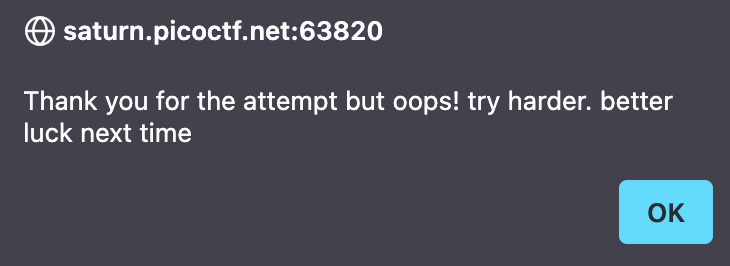 saturn.picoctf.net:63820
Thank you for the attempt but oops! try harder. better
luck next time
OK